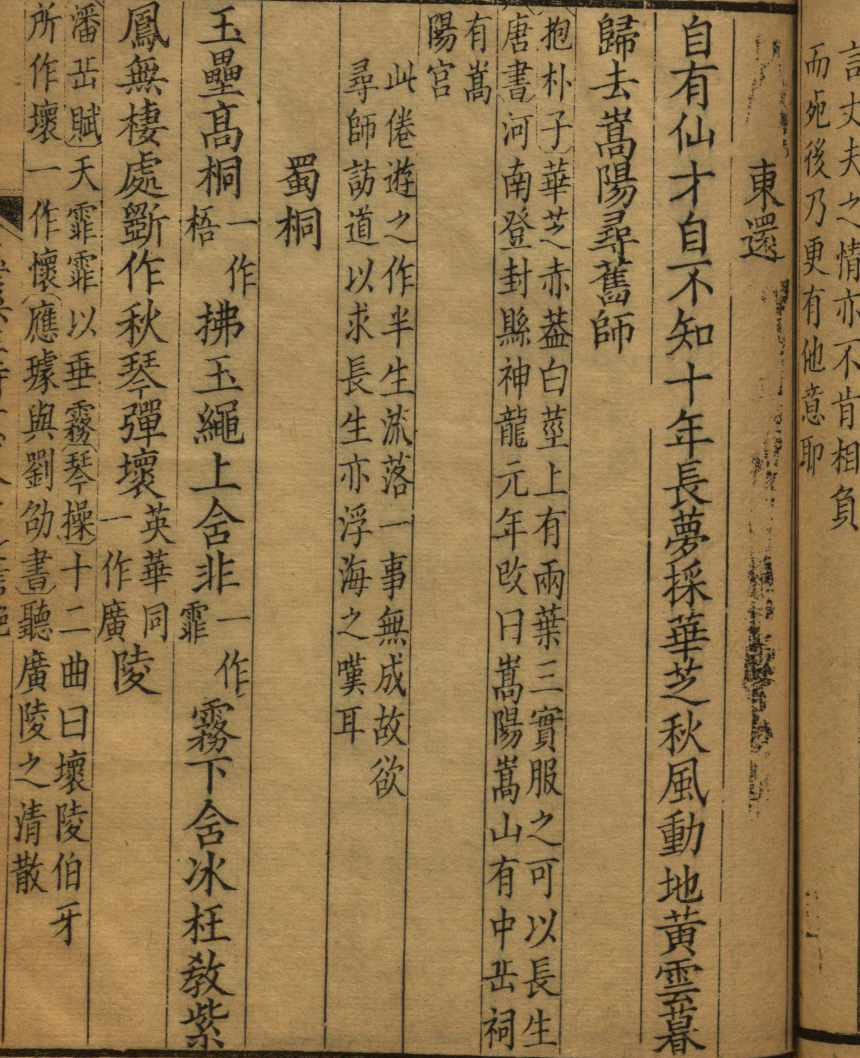 言丈夫之情亦不肯相負
而死後乃更有他意耶
東還
自有仙才自不知十年長夢採華芝秋風動地黃雲暮
歸去嵩陽尋舊師
抱朴子華芝赤葢白莖上有兩葉三實服之可以長生
唐書河南登封縣神龍元年改曰嵩陽嵩山有中岳祠
有嵩
陽宮
此倦遊之作半生流落一事無成故欲
尋師訪道以求長生亦浮海之嘆耳
蜀桐
玉壘高桐一作梧拂玉繩上含非一作霏霧下含冰枉教紫
鳳無棲處斵作秋琴彈壞英華同一作廣陵
潘岳賦天霏霏以垂霧琴操十二曲曰壞陵伯牙
所作壞一作懷應璩與劉劭書聽廣陵之清散